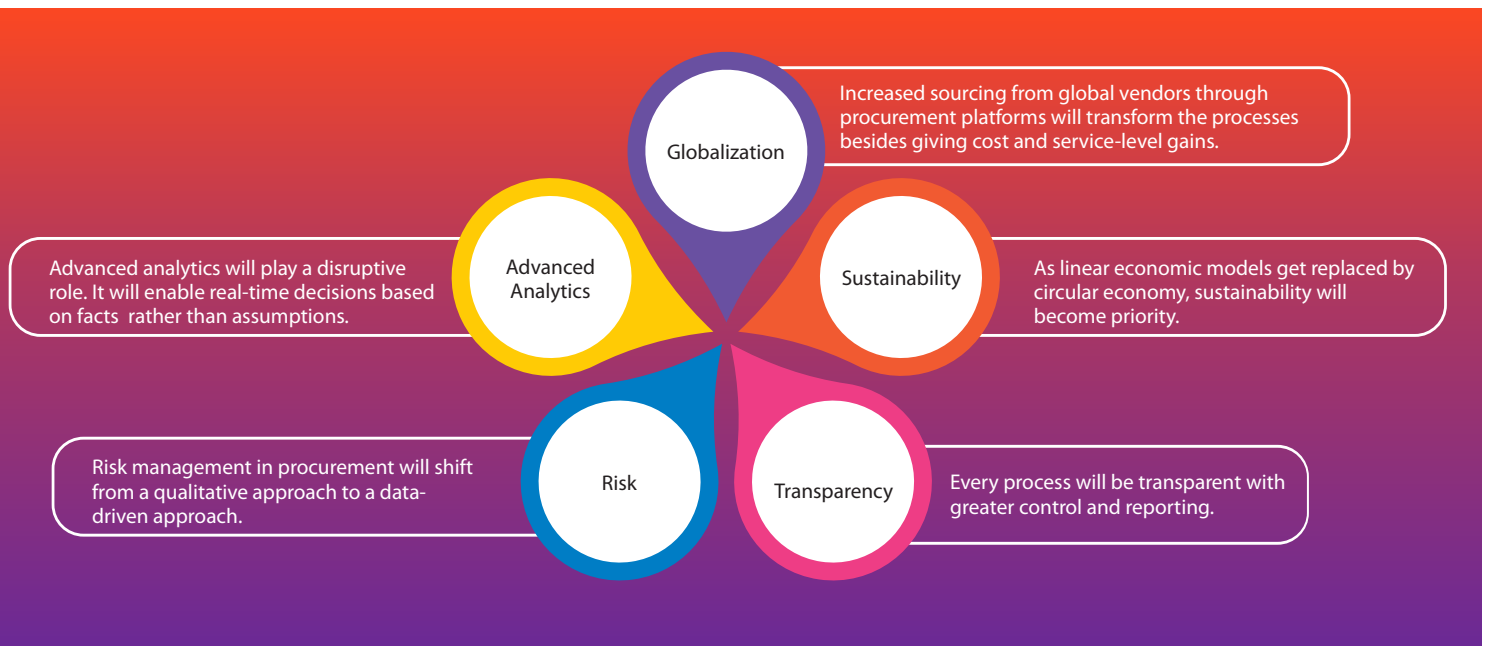 Globalization
Increased sourcing from global vendors through
procurement platforms will transform the processes
besides giving cost and service-level gains.
Advanced
Analytics
Advanced analytics will play a disruptive
role. It will enable real-time decisions based
on facts  rather than assumptions.
Sustainability
As linear economic models get replaced by
circular economy, sustainability will
become priority.
Risk
Risk management in procurement will shift
from a qualitative approach to a data-
driven approach.
Transparency
Every process will be transparent with
greater control and reporting.